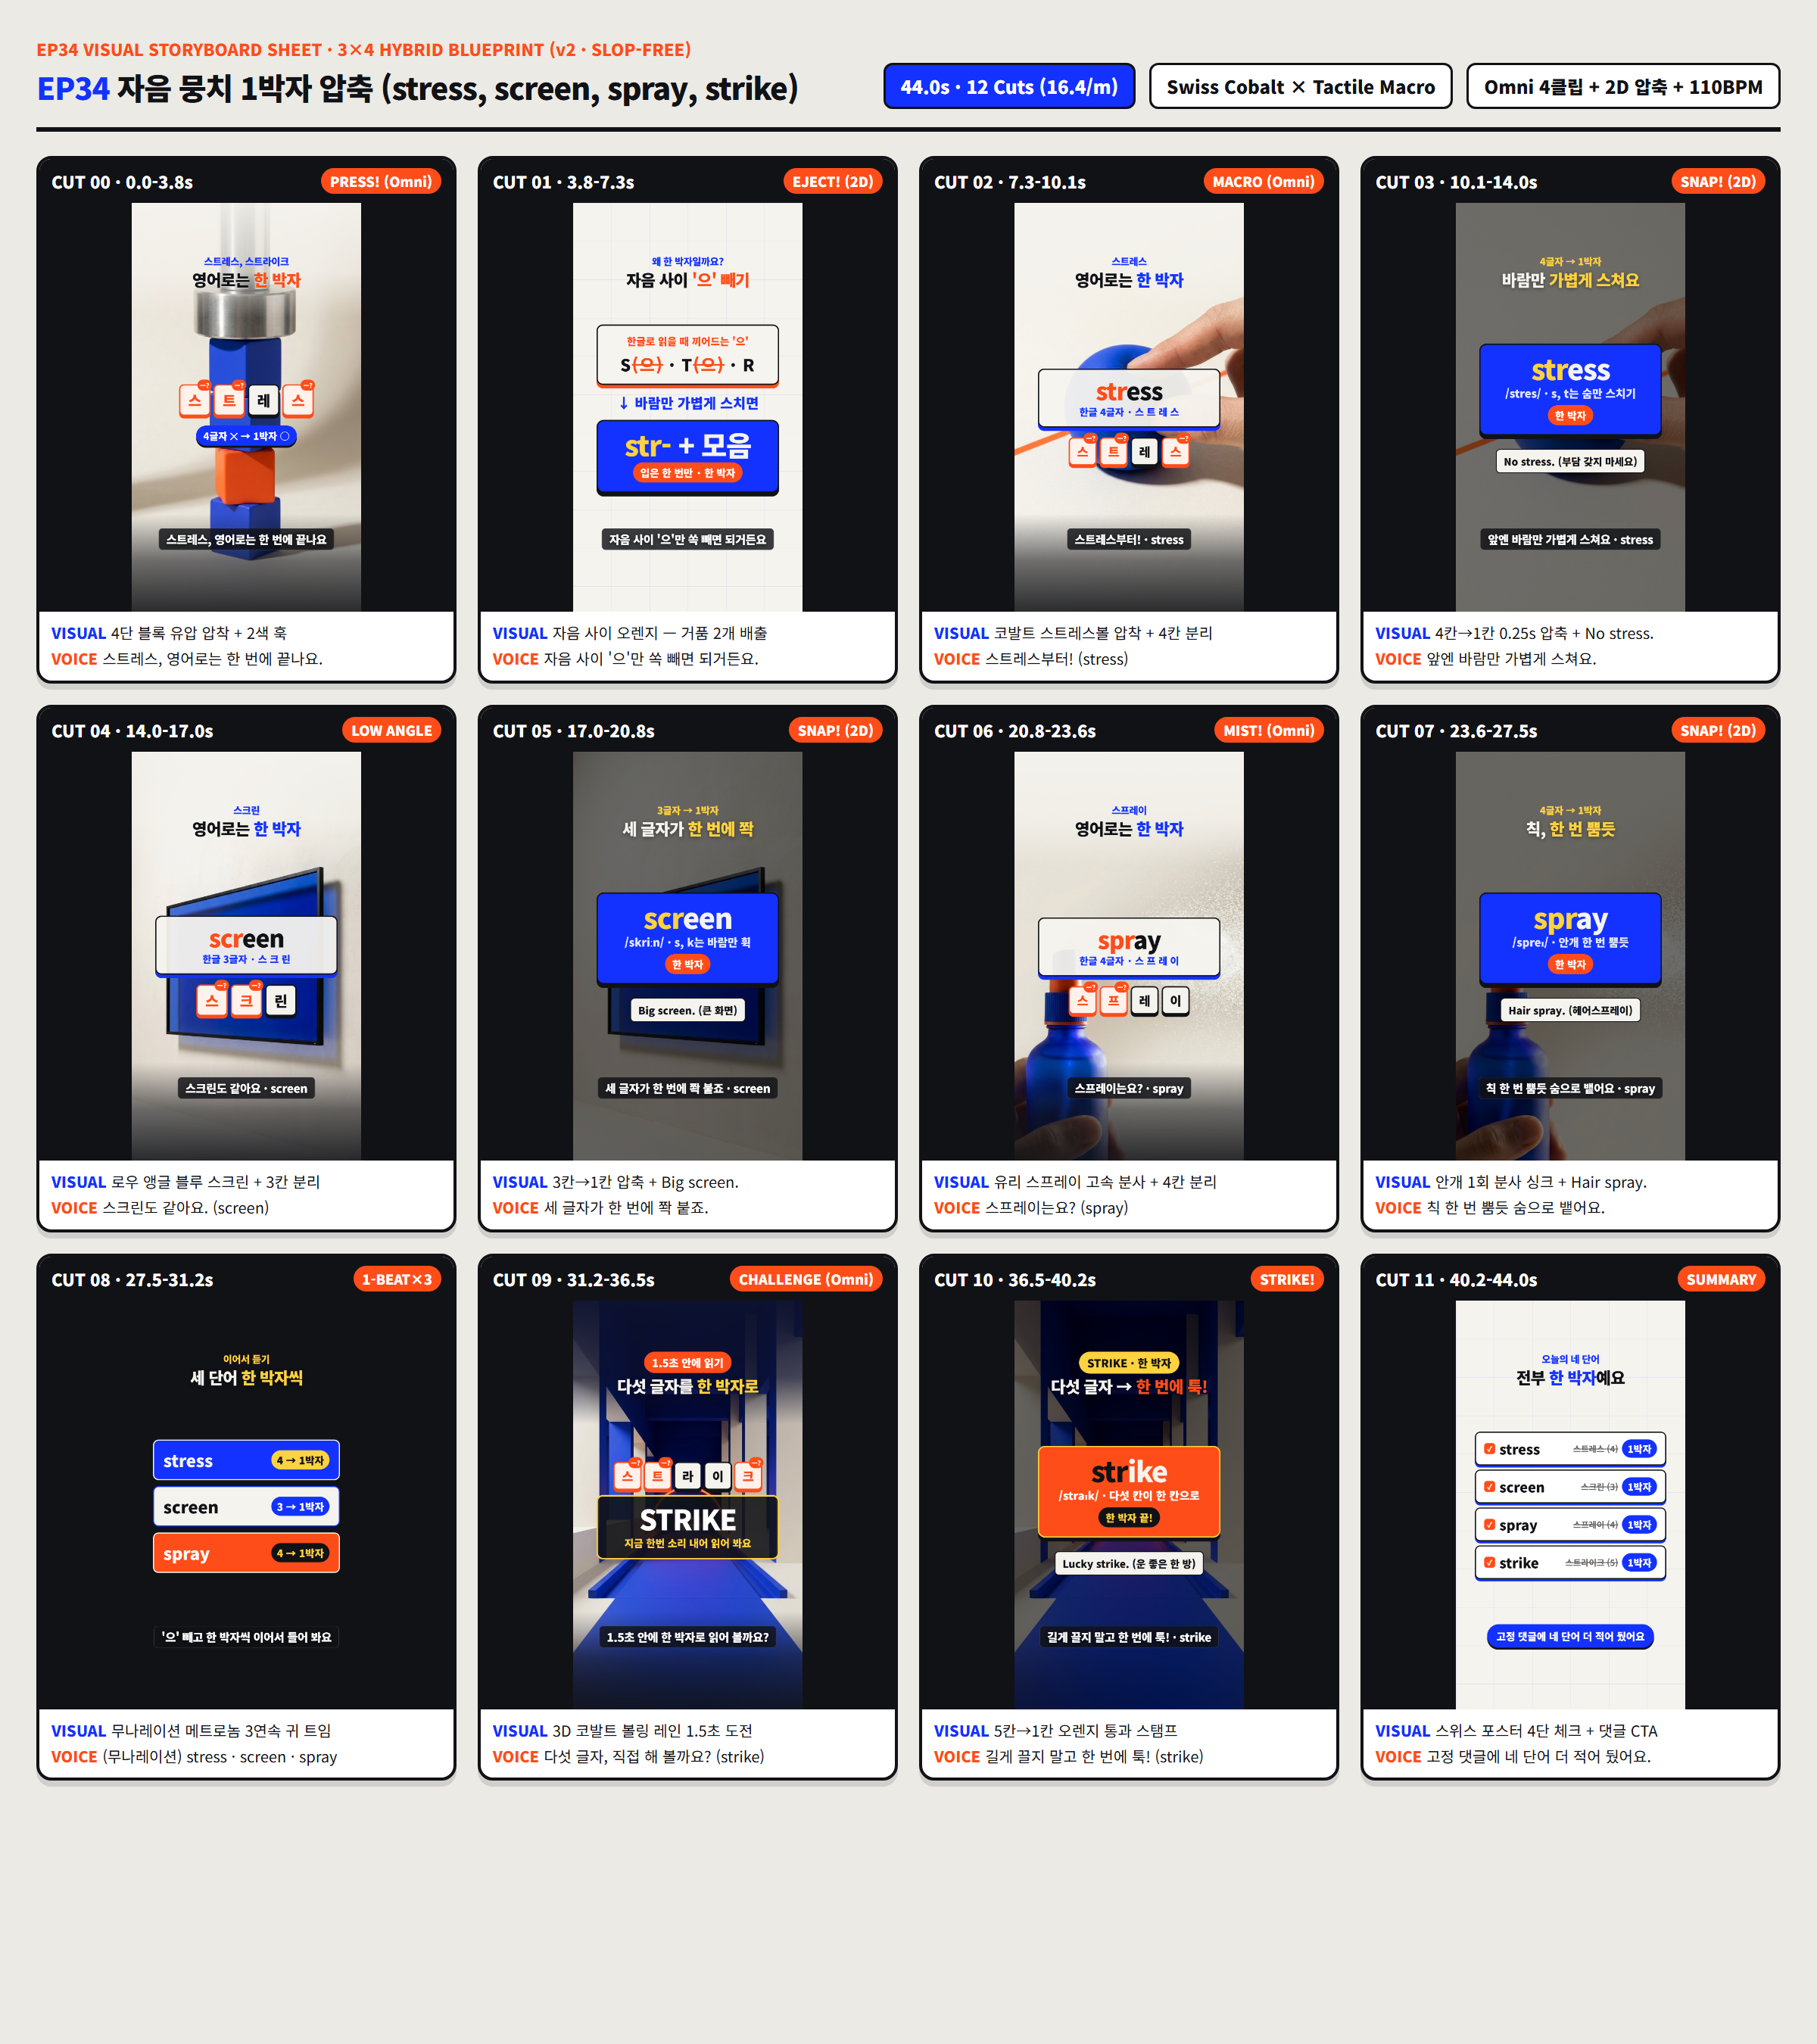 EP34 VISUAL STORYBOARD SHEET · 3×4 HYBRID BLUEPRINT (v2 · SLOP-FREE)
EP34 자음 뭉치 1박자 압축 (stress, screen, spray, strike)
44.0s · 12 Cuts (16.4/m)
Swiss Cobalt × Tactile Macro
Omni 4클립 + 2D 압축 + 110BPM
CUT 00 · 0.0-3.8s
PRESS! (Omni)
스트레스, 스트라이크
영어로는 한 박자
스 트 레 스
4글자 × → 1박자 ○
스트레스, 영어로는 한 번에 끝나요
VISUAL 4단 블록 유압 압착 + 2색 훅
VOICE 스트레스, 영어로는 한 번에 끝나요.
CUT 01 · 3.8-7.3s
EJECT! (2D)
왜 한 박자일까요?
자음 사이 '으' 빼기
한글로 읽을 때 끼어드는 '으'
S(으) · T(으) · R
↓ 바람만 가볍게 스치면
str- + 모음
입은 한 번만 · 한 박자
자음 사이 '으'만 쏙 빼면 되거든요
VISUAL 자음 사이 오렌지 — 거품 2개 배출
VOICE 자음 사이 '으'만 쏙 빼면 되거든요.
CUT 02 · 7.3-10.1s
MACRO (Omni)
스트레스
영어로는 한 박자
stress
한글 4글자 · 스 트 레 스
스 트 레 스
스트레스부터! · stress
VISUAL 코발트 스트레스볼 압착 + 4칸 분리
VOICE 스트레스부터! (stress)
CUT 03 · 10.1-14.0s
SNAP! (2D)
4글자 → 1박자
바람만 가볍게 스쳐요
stress
/stres/ · s, t는 숨만 스치기
한 박자
No stress. (부담 갖지 마세요)
앞엔 바람만 가볍게 스쳐요 · stress
VISUAL 4칸→1칸 0.25s 압축 + No stress.
VOICE 앞엔 바람만 가볍게 스쳐요.
CUT 04 · 14.0-17.0s
LOW ANGLE
스크린
영어로는 한 박자
screen
한글 3글자 · 스 크 린
스 크 린
스크린도 같아요 · screen
VISUAL 로우 앵글 블루 스크린 + 3칸 분리
VOICE 스크린도 같아요. (screen)
CUT 05 · 17.0-20.8s
SNAP! (2D)
3글자 → 1박자
세 글자가 한 번에 쫙
screen
/skriːn/ · s, k는 바람만 휙
한 박자
Big screen. (큰 화면)
세 글자가 한 번에 쫙 붙죠 · screen
VISUAL 3칸→1칸 압축 + Big screen.
VOICE 세 글자가 한 번에 쫙 붙죠.
CUT 06 · 20.8-23.6s
MIST! (Omni)
스프레이
영어로는 한 박자
spray
한글 4글자 · 스 프 레 이
스 프 레 이
스프레이는요? · spray
VISUAL 유리 스프레이 고속 분사 + 4칸 분리
VOICE 스프레이는요? (spray)
CUT 07 · 23.6-27.5s
SNAP! (2D)
4글자 → 1박자
칙, 한 번 뿜듯
spray
/spreɪ/ · 안개 한 번 뿜듯
한 박자
Hair spray. (헤어스프레이)
칙 한 번 뿜듯 숨으로 뱉어요 · spray
VISUAL 안개 1회 분사 싱크 + Hair spray.
VOICE 칙 한 번 뿜듯 숨으로 뱉어요.
CUT 08 · 27.5-31.2s
1-BEAT×3
이어서 듣기
세 단어 한 박자씩
stress 4 → 1박자
screen 3 → 1박자
spray 4 → 1박자
'으' 빼고 한 박자씩 이어서 들어 봐요
VISUAL 무나레이션 메트로놈 3연속 귀 트임
VOICE (무나레이션) stress · screen · spray
CUT 09 · 31.2-36.5s
CHALLENGE (Omni)
1.5초 안에 읽기
다섯 글자를 한 박자로
스 트 라 이 크
STRIKE
지금 한번 소리 내어 읽어 봐요
1.5초 안에 한 박자로 읽어 볼까요?
VISUAL 3D 코발트 볼링 레인 1.5초 도전
VOICE 다섯 글자, 직접 해 볼까요? (strike)
CUT 10 · 36.5-40.2s
STRIKE!
STRIKE · 한 박자
다섯 글자 → 한 번에 툭!
strike
/straɪk/ · 다섯 칸이 한 칸으로
한 박자 끝!
Lucky strike. (운 좋은 한 방)
길게 끌지 말고 한 번에 툭! · strike
VISUAL 5칸→1칸 오렌지 통과 스탬프
VOICE 길게 끌지 말고 한 번에 툭! (strike)
CUT 11 · 40.2-44.0s
SUMMARY
오늘의 네 단어
전부 한 박자예요
stress 스트레스 (4) 1박자
screen 스크린 (3) 1박자
spray 스프레이 (4) 1박자
strike 스트라이크 (5) 1박자
고정 댓글에 네 단어 더 적어 뒀어요
VISUAL 스위스 포스터 4단 체크 + 댓글 CTA
VOICE 고정 댓글에 네 단어 더 적어 뒀어요.